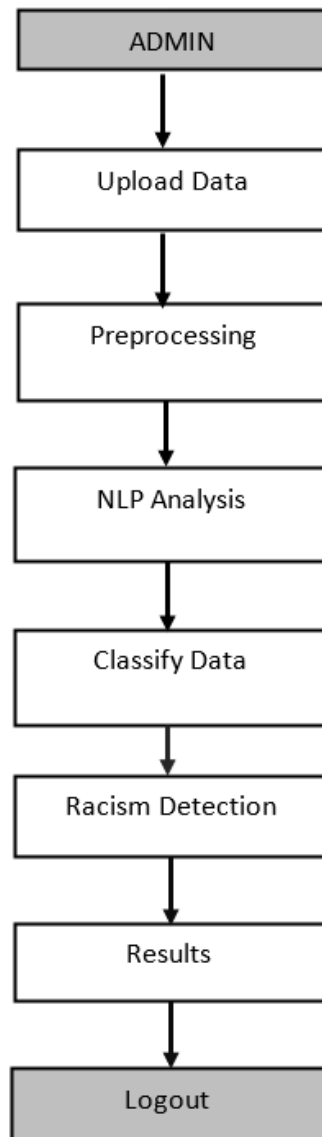 ADMIN
Upload Data
Preprocessing
NLP Analysis
Classify Data
Racism Detection
Results
Logout